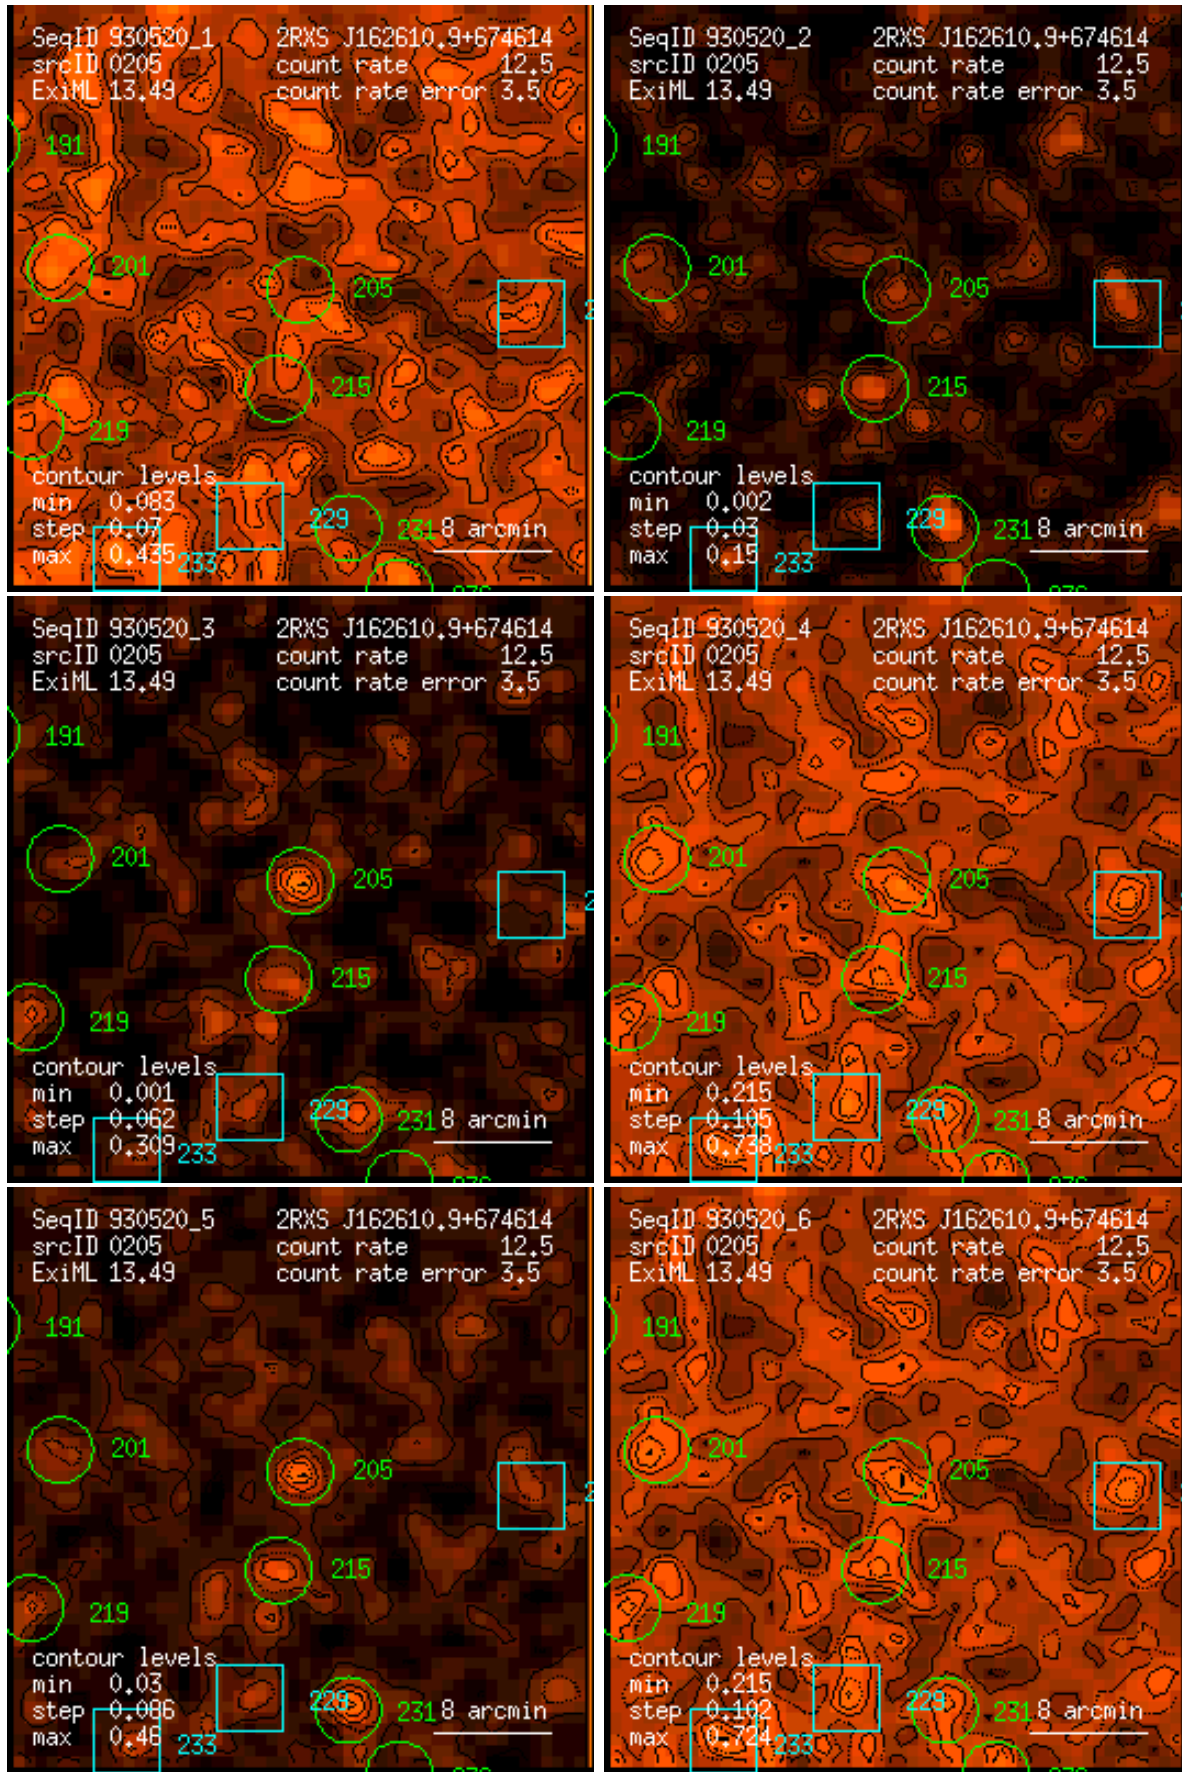 SeqID 930520_1 2RXS J162610.9+674614
srcID 0205 count rate 12.5
ExiML 13.49 count rate error 3.5
191
201
205
215
219
contour levels
min 0.083
229
step 0.07 231 8 arcmin
max 0.435 233
SeqID 930520_2 2RXS J162610.9+674614
srcID 0205 count rate 12.5
ExiML 13.49 count rate error 3.5
191
201
205
215
219
contour levels
min 0.002
229
step 0.03 231 8 arcmin
max 0.15 233
SeqID 930520_3 2RXS J162610.9+674614
srcID 0205 count rate 12.5
ExiML 13.49 count rate error 3.5
191
201
205
215
219
contour levels
min 0.001
229
step 0.062 231 8 arcmin
max 0.309 233
SeqID 930520_4 2RXS J162610.9+674614
srcID 0205 count rate 12.5
ExiML 13.49 count rate error 3.5
191
201
205
215
219
contour levels
min 0.215
229
step 0.105 231 8 arcmin
max 0.738 233
SeqID 930520_5 2RXS J162610.9+674614
srcID 0205 count rate 12.5
ExiML 13.49 count rate error 3.5
191
201
205
215
219
contour levels
min 0.03
229
step 0.086 231 8 arcmin
max 0.46 233
SeqID 930520_6 2RXS J162610.9+674614
srcID 0205 count rate 12.5
ExiML 13.49 count rate error 3.5
191
201
205
215
219
contour levels
min 0.215
229
step 0.102 231 8 arcmin
max 0.724 233